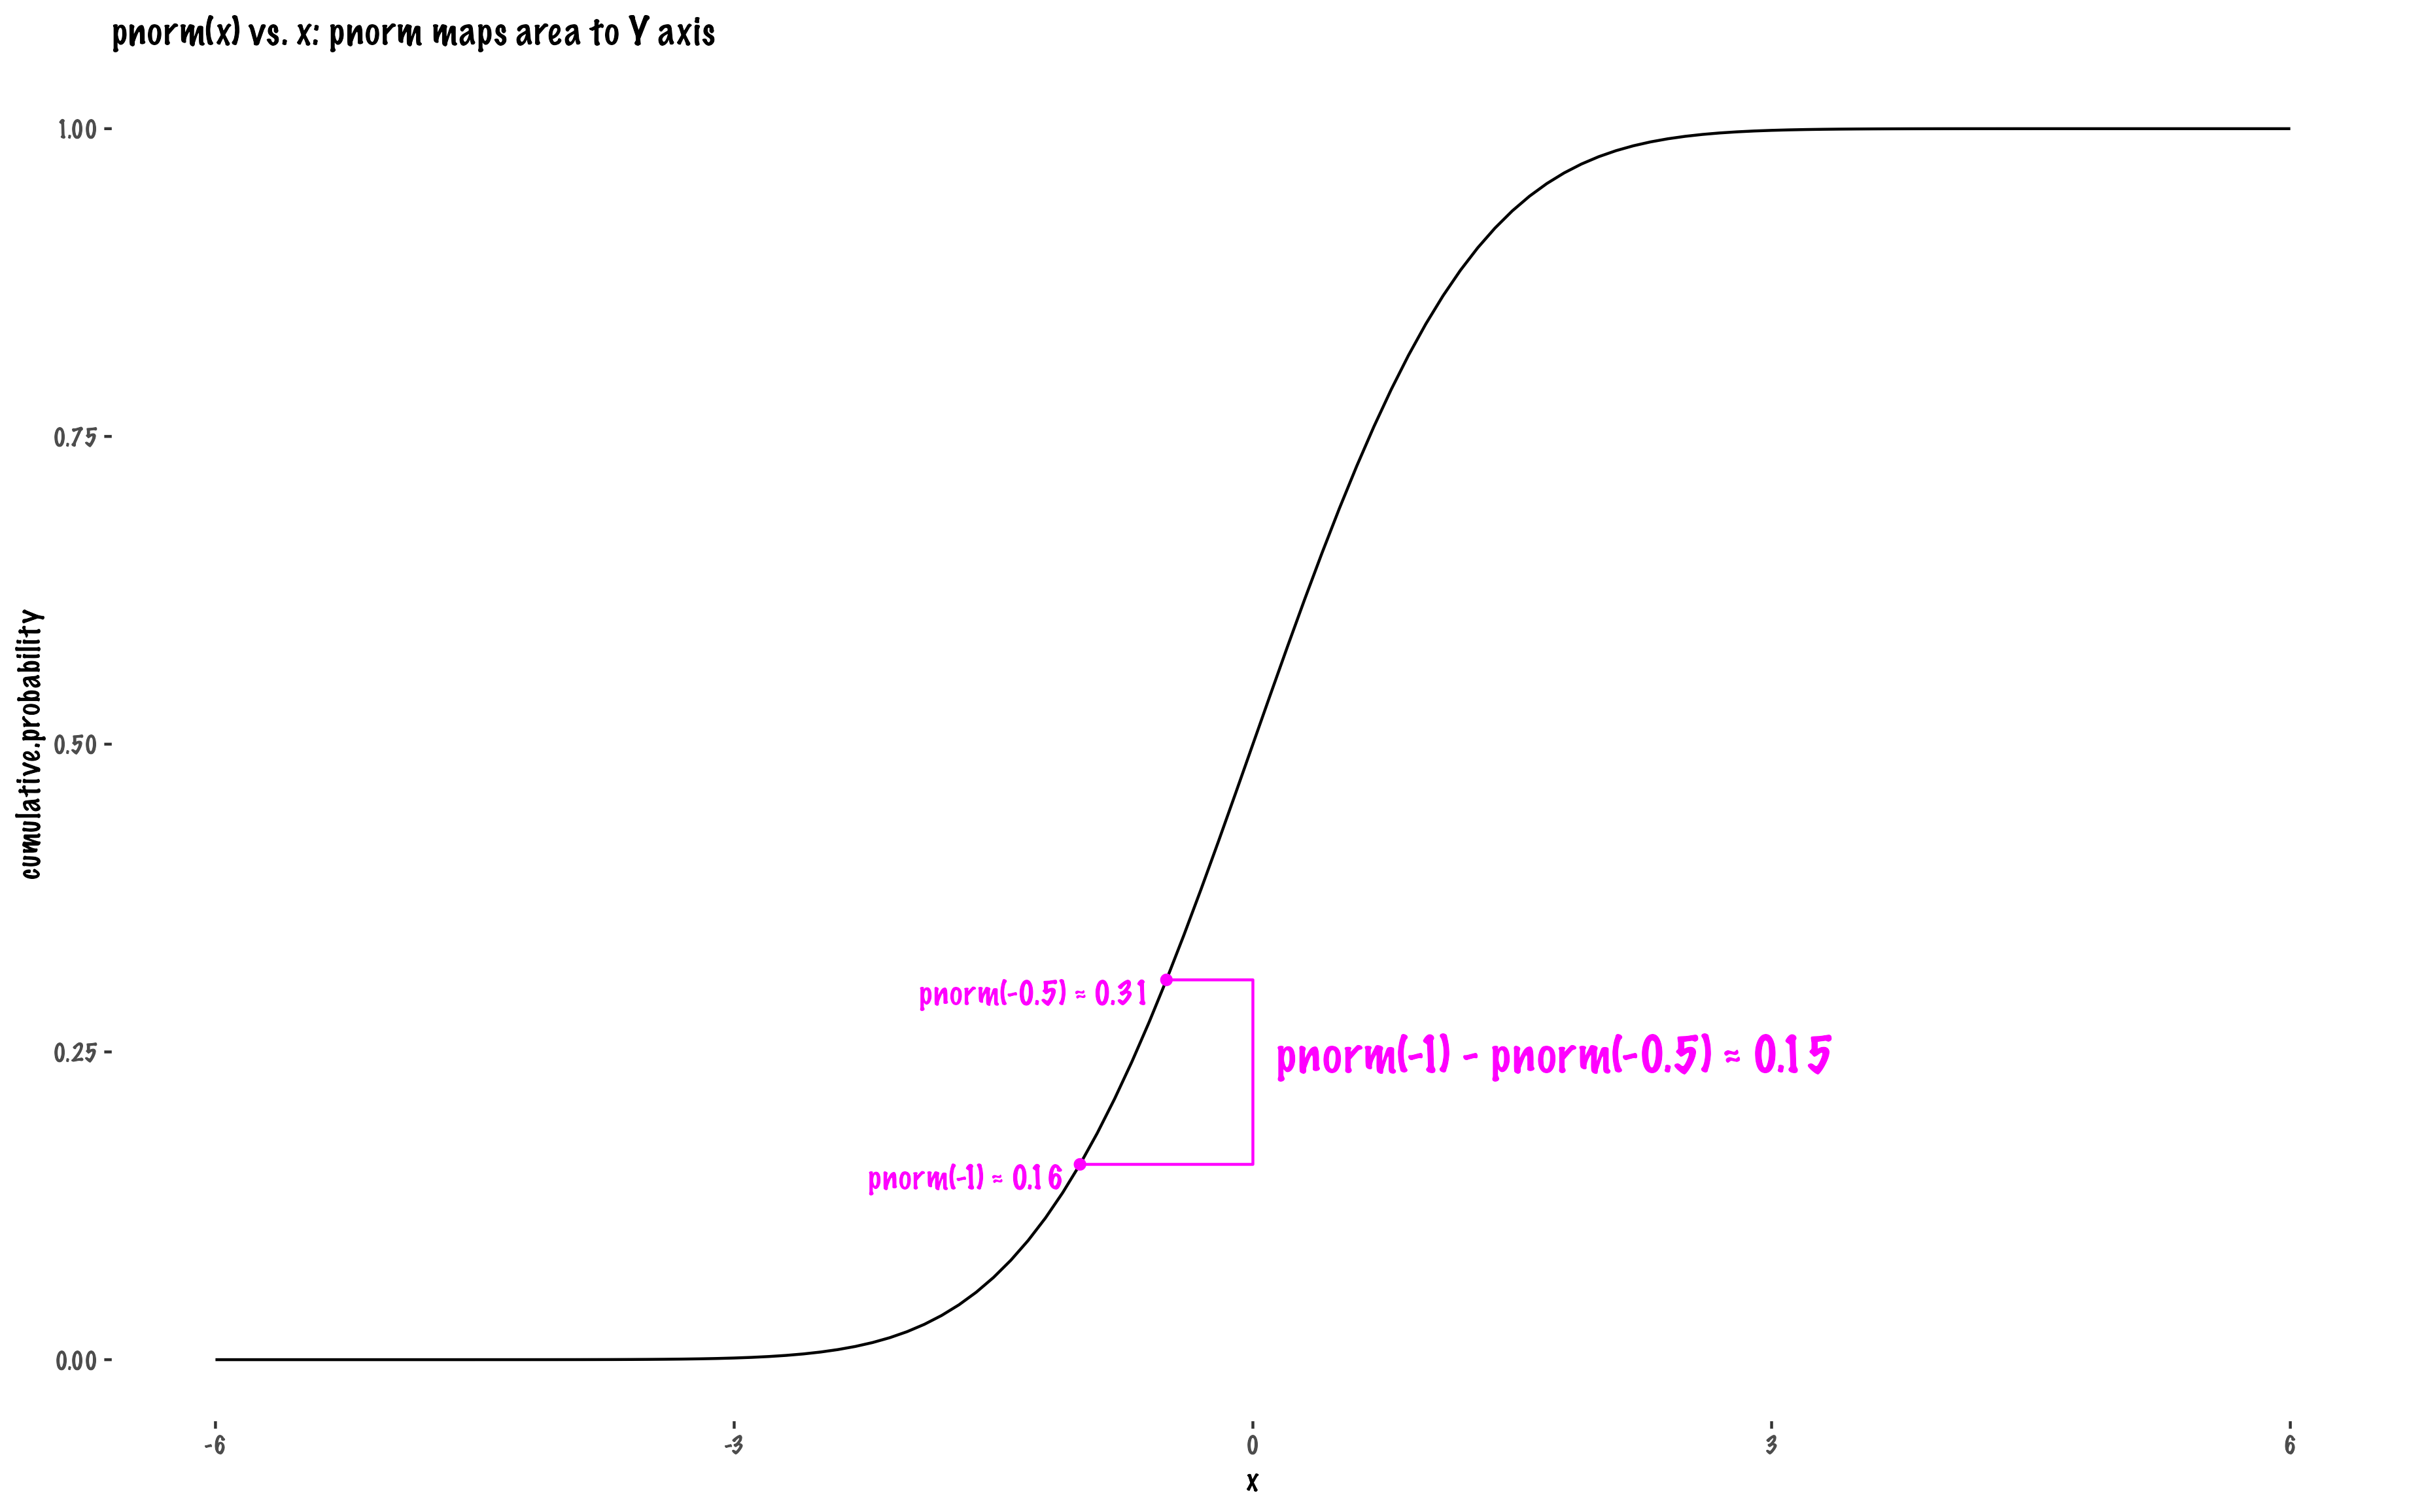 pnorm(x) vs. x: pnorm maps area to Y axis
1.00
0.75
0.50
0.25
0.00
cumulative.probability
pnorm(-0.5) ≈ 0.31
pnorm(-1) - pnorm(-0.5) ≈ 0.15
pnorm(-1) ≈ 0.16
-6
-3
0
3
6
x